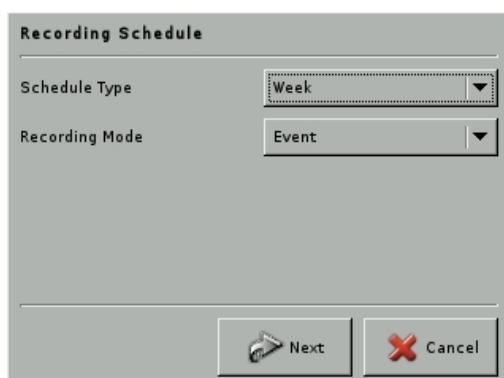 Recording Schedule
Schedule Type Week
Recording Mode Event
Next Cancel